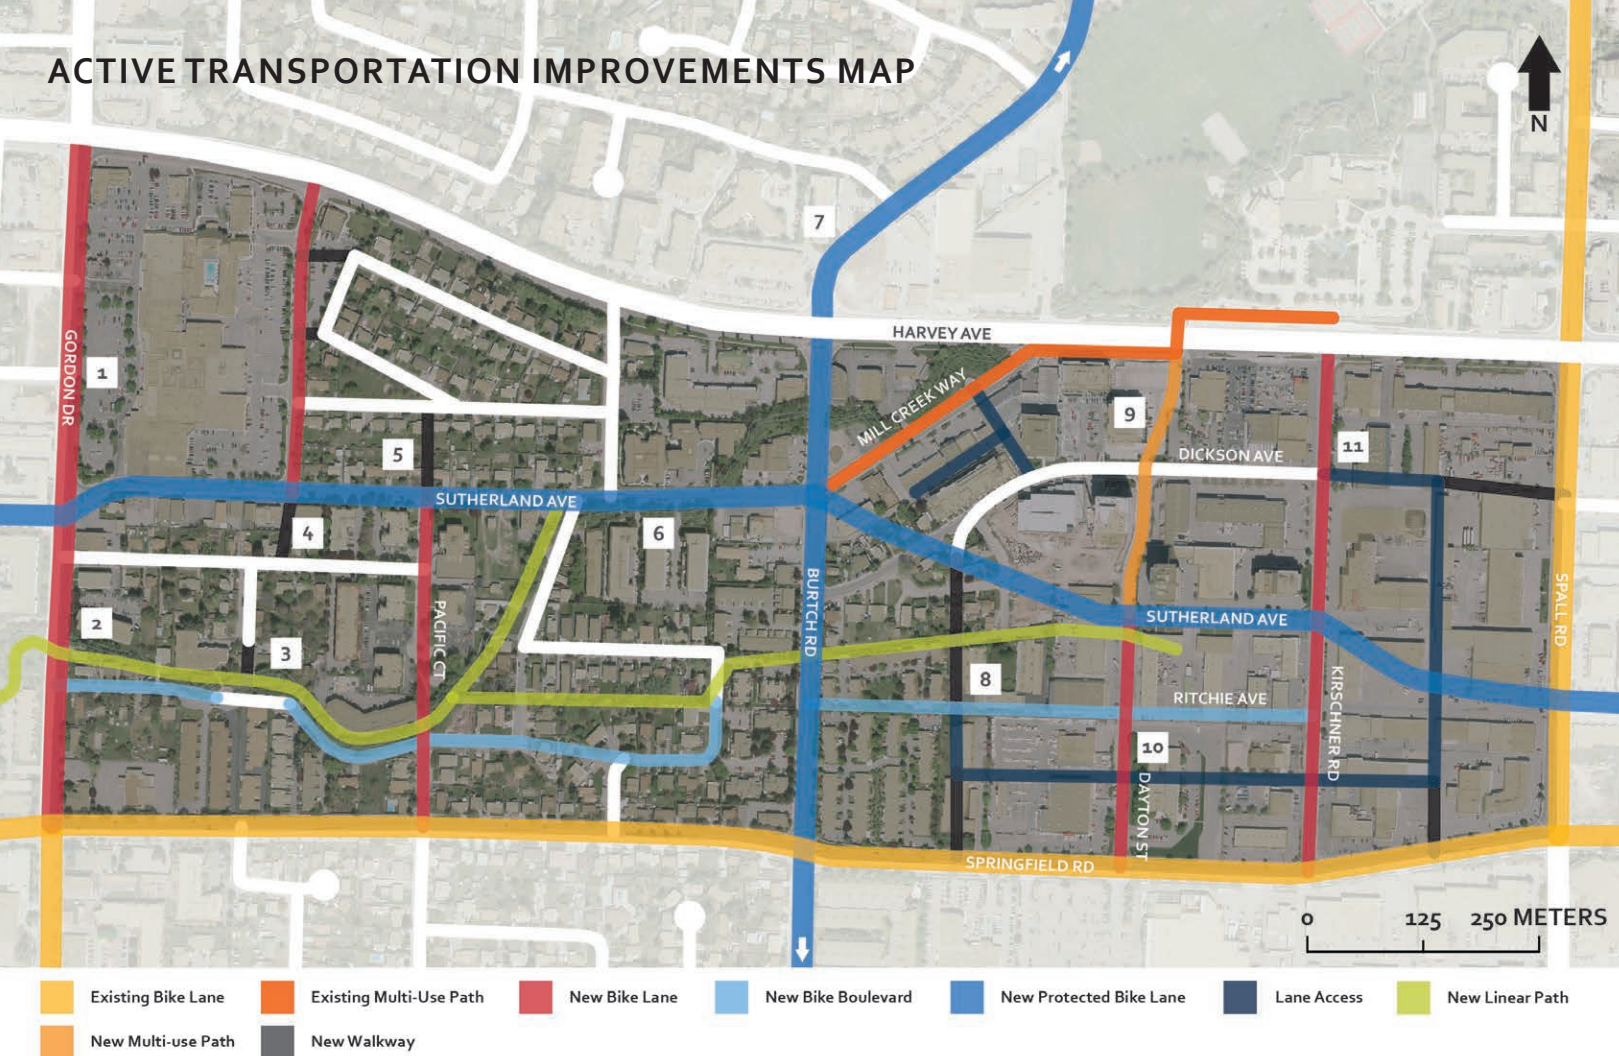 ACTIVE TRANSPORTATION IMPROVEMENTS MAP
N
7
HARVEY AVE
GORDON DR
1
MILL CREEK WAY
9
5
DICKSON AVE
11
SUTHERLAND AVE
4
6
BURTCH RD
SPALL RD
2
PACIFIC CT
SUTHERLAND AVE
3
8
RITCHIE AVE
KIRSCHNER RD
10
DAYTON ST
SPRINGFIELD RD
0 125 250 METERS
Existing Bike Lane
Existing Multi-Use Path
New Bike Lane
New Bike Boulevard
New Protected Bike Lane
Lane Access
New Linear Path
New Multi-use Path
New Walkway